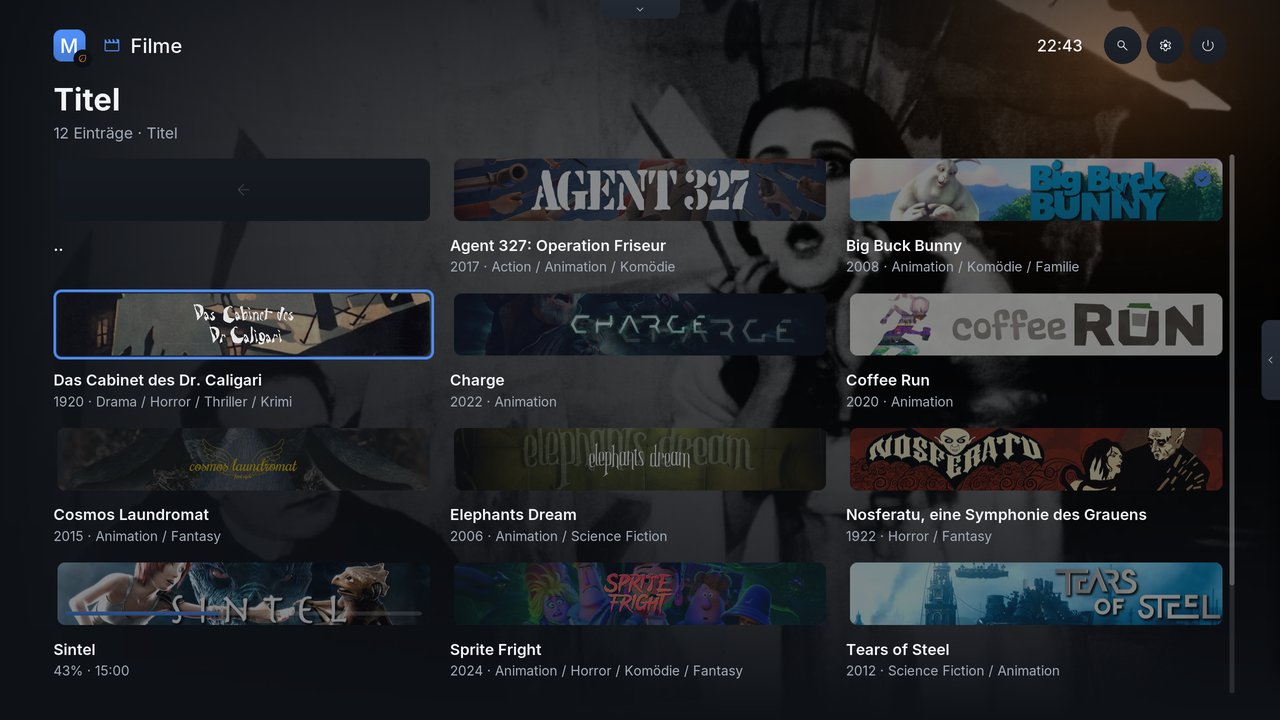 M Filme
22:43
Titel
12 Einträge · Titel
AGENT 327
Big Buck
BUNNY
..
Agent 327: Operation Friseur
Big Buck Bunny
2017 · Action / Animation / Komödie
2008 · Animation / Komödie / Familie
Das Cabinet des
Dr. Caligari
CHARGE
coffee RUN
Das Cabinet des Dr. Caligari
Charge
Coffee Run
1920 · Drama / Horror / Thriller / Krimi
2022 · Animation
2020 · Animation
cosmos laundromat
elephants dream
elephants dream
NOSFERATU
Cosmos Laundromat
Elephants Dream
Nosferatu, eine Symphonie des Grauens
2015 · Animation / Fantasy
2006 · Animation / Science Fiction
1922 · Horror / Fantasy
SINTEL
SPRITE
FRIGHT
TEARS
OF STEEL
Sintel
Sprite Fright
Tears of Steel
43% · 15:00
2024 · Animation / Horror / Komödie / Fantasy
2012 · Science Fiction / Animation